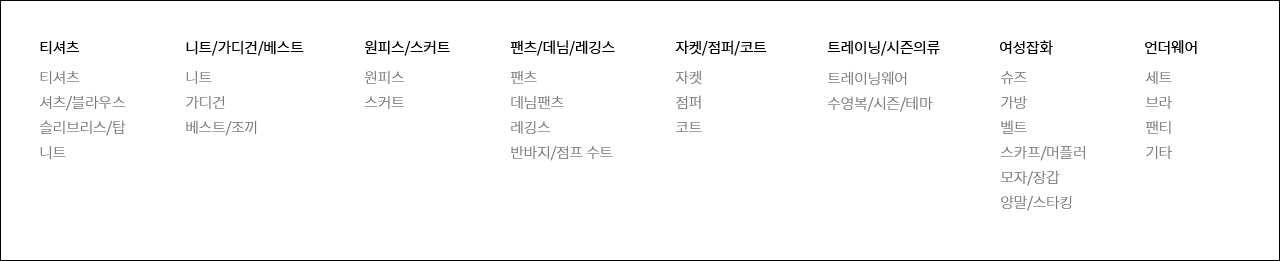 티셔츠
티셔츠
셔츠/블라우스
슬리브리스/탑
니트
니트/가디건/베스트
니트
가디건
베스트/조끼
원피스/스커트
원피스
스커트
팬츠/데님/레깅스
팬츠
데님팬츠
레깅스
반바지/점프 수트
자켓/점퍼/코트
자켓
점퍼
코트
트레이닝/시즌의류
트레이닝웨어
수영복/시즌/테마
여성잡화
슈즈
가방
벨트
스카프/머플러
모자/장갑
양말/스타킹
언더웨어
세트
브라
팬티
기타